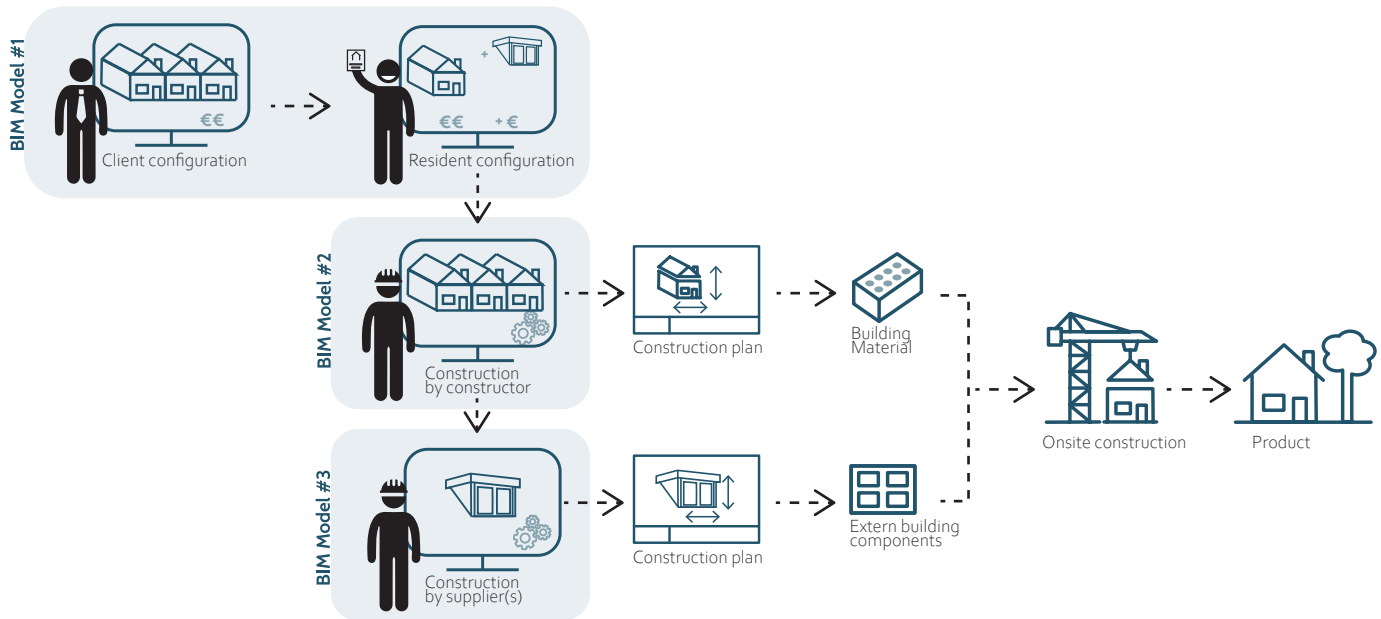 BIM Model #1
€€
Client configuration
+
€€
+ €
Resident configuration
BIM Model #2
Construction
by constructor
Construction plan
Building
Material
BIM Model #3
Construction
by supplier(s)
Construction plan
Extern building
components
Onsite construction
Product